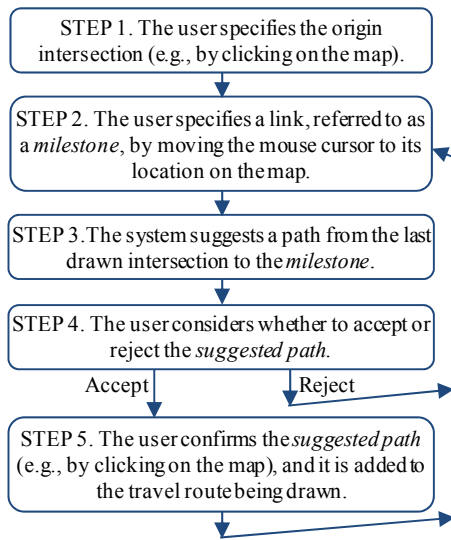 STEP 1. The user specifies the origin
intersection (e.g., by clicking on the map).
STEP 2. The user specifies a link, referred to as
a milestone, by moving the mouse cursor to its
location on the map.
STEP 3.The system suggests a path from the last
drawn intersection to the milestone.
STEP 4. The user considers whether to accept or
reject the suggested path.
Accept Reject
STEP 5. The user confirms the suggested path
(e.g., by clicking on the map), and it is added to
the travel route being drawn.